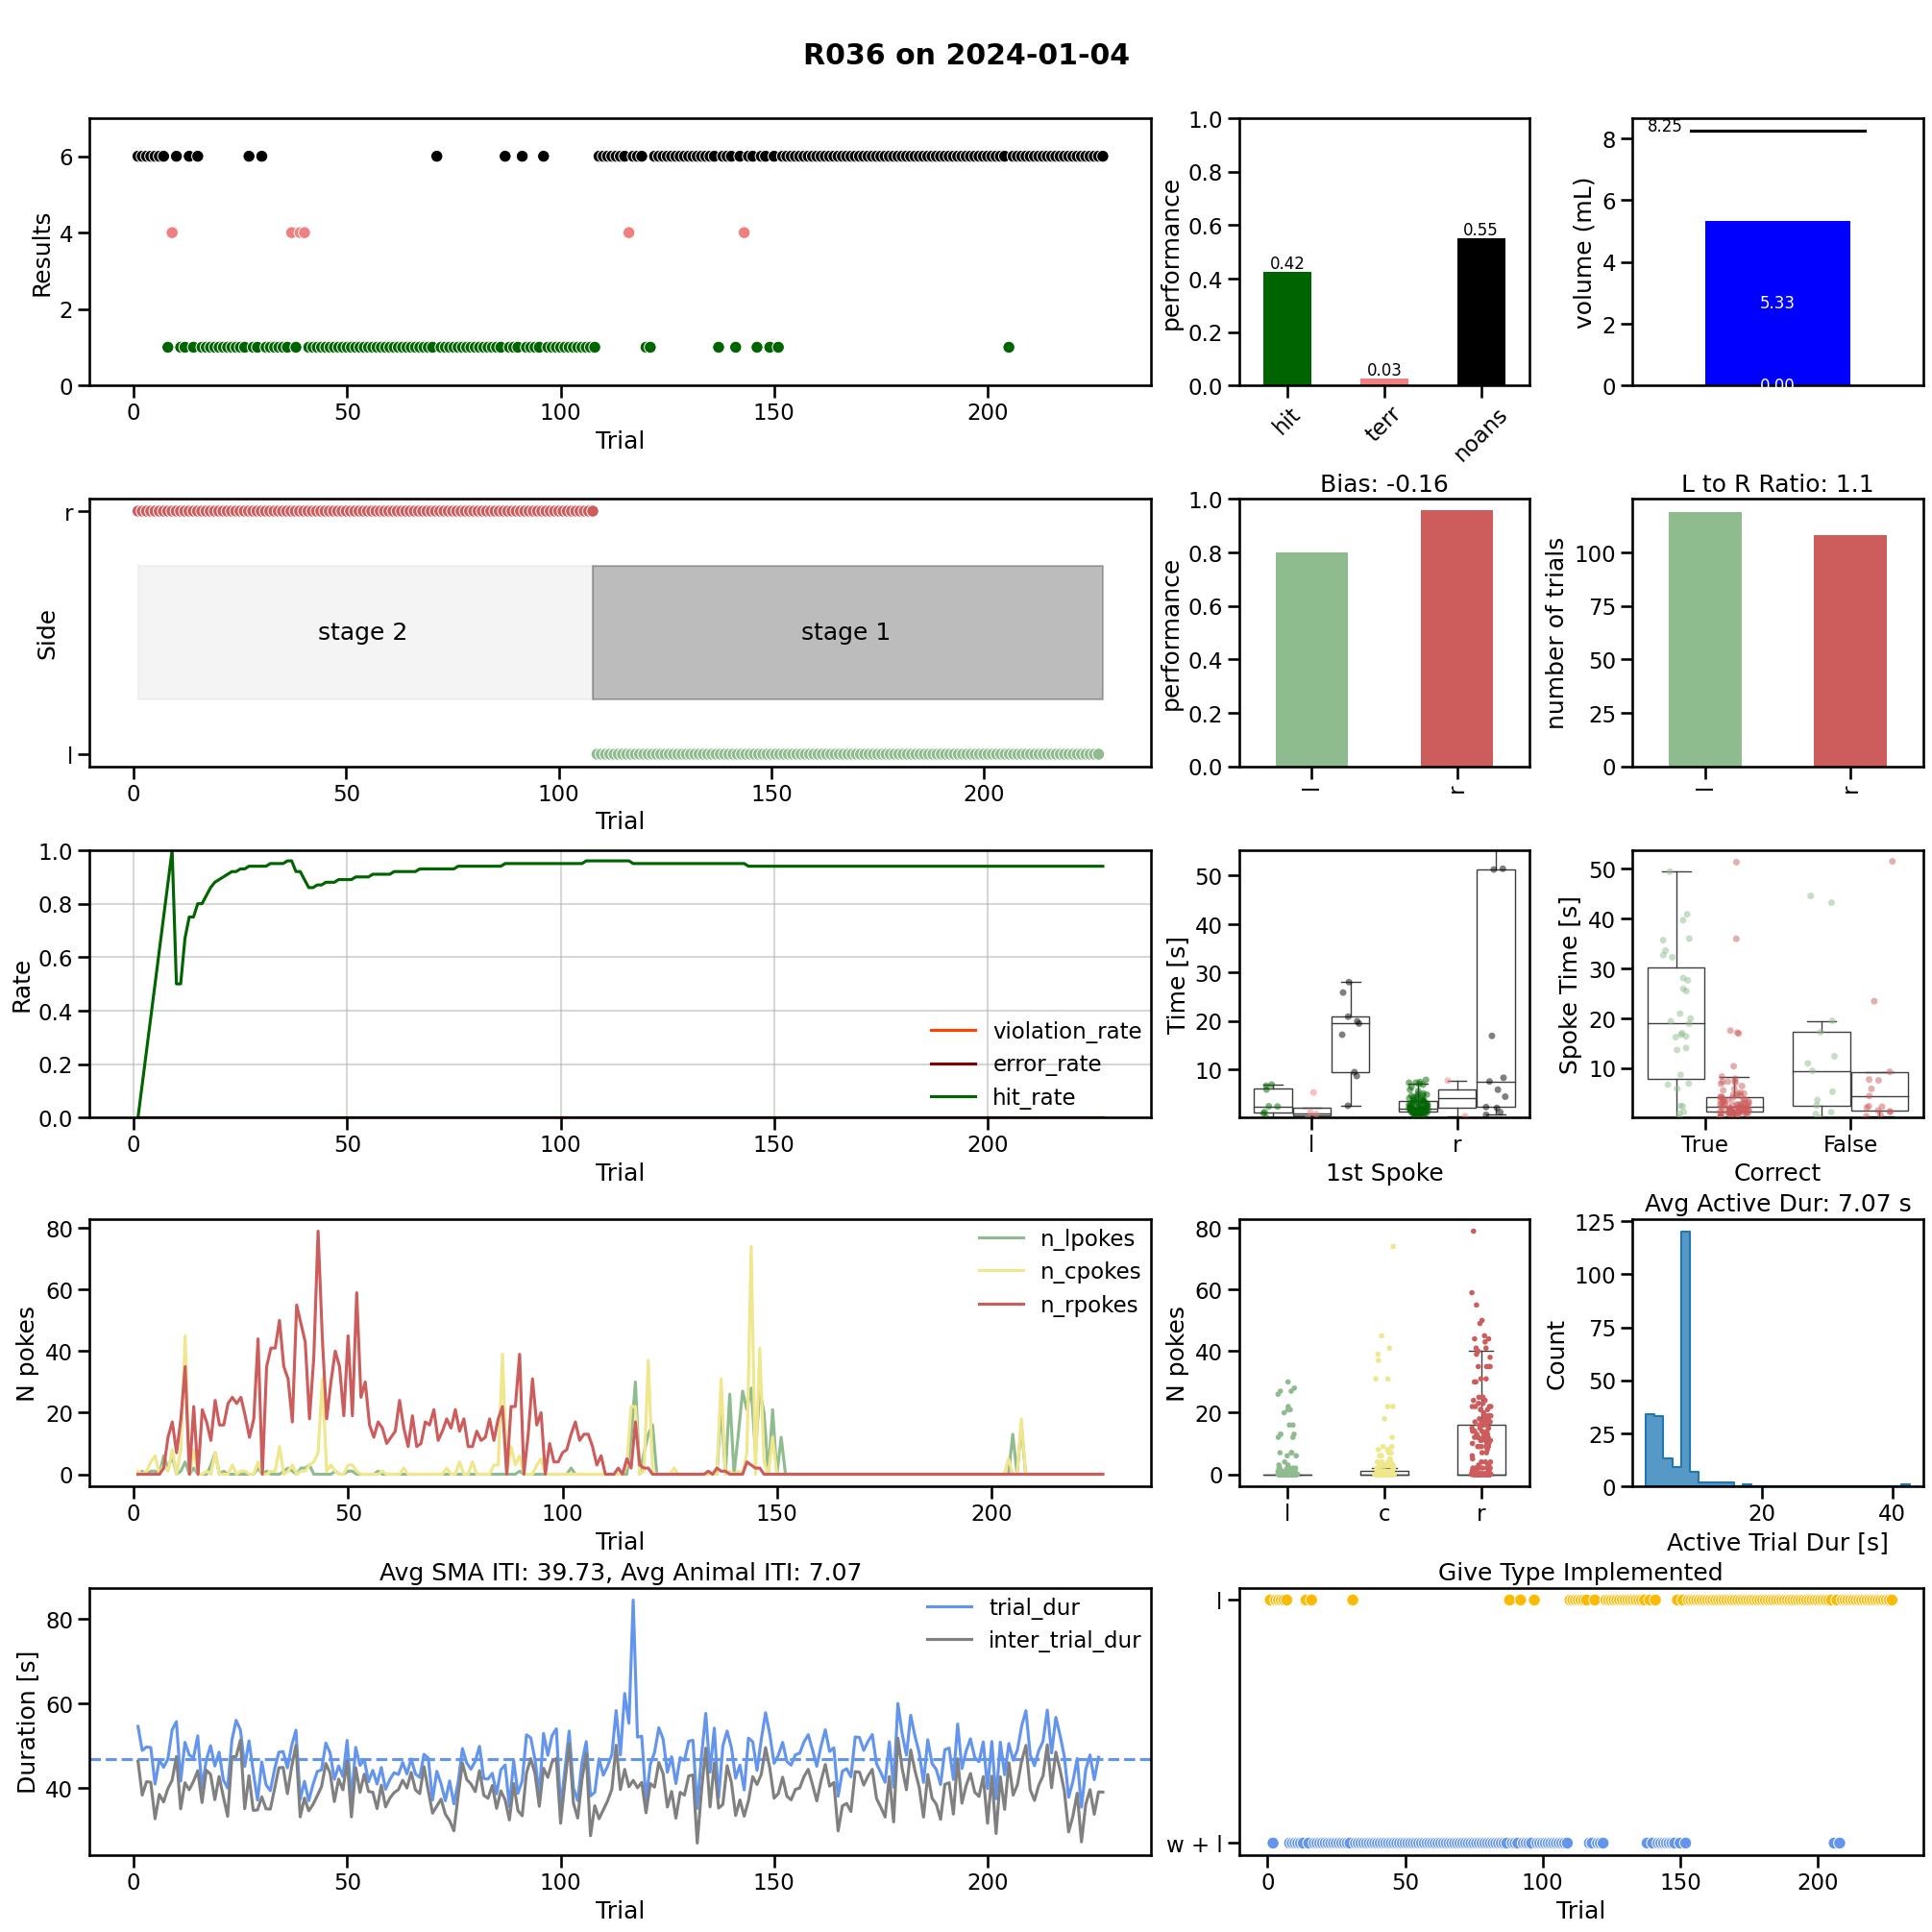 R036 on 2024-01-04
Results
6
4
2
0
0 50 100 150 200
Trial
performance
1.0
0.8
0.6
0.4
0.2
0.0
0.42
0.03
0.55
hit terr noans
volume (mL)
8
6
4
2
0
8.25
5.33
0.00
Side
r
l
stage 2
stage 1
0 50 100 150 200
Trial
Bias: -0.16
performance
1.0
0.8
0.6
0.4
0.2
0.0
l r
L to R Ratio: 1.1
number of trials
100
75
50
25
0
l r
Rate
1.0
0.8
0.6
0.4
0.2
0.0
violation_rate
error_rate
hit_rate
0 50 100 150 200
Trial
Time [s]
50
40
30
20
10
l r
1st Spoke
Spoke Time [s]
50
40
30
20
10
True False
Correct
N pokes
80
60
40
20
0
n_lpokes
n_cpokes
n_rpokes
0 50 100 150 200
Trial
N pokes
80
60
40
20
0
l c r
Avg Active Dur: 7.07 s
Count
125
100
75
50
25
0
20 40
Active Trial Dur [s]
Avg SMA ITI: 39.73, Avg Animal ITI: 7.07
Duration [s]
80
60
40
trial_dur
inter_trial_dur
0 50 100 150 200
Trial
Give Type Implemented
l
w + l
0 50 100 150 200
Trial